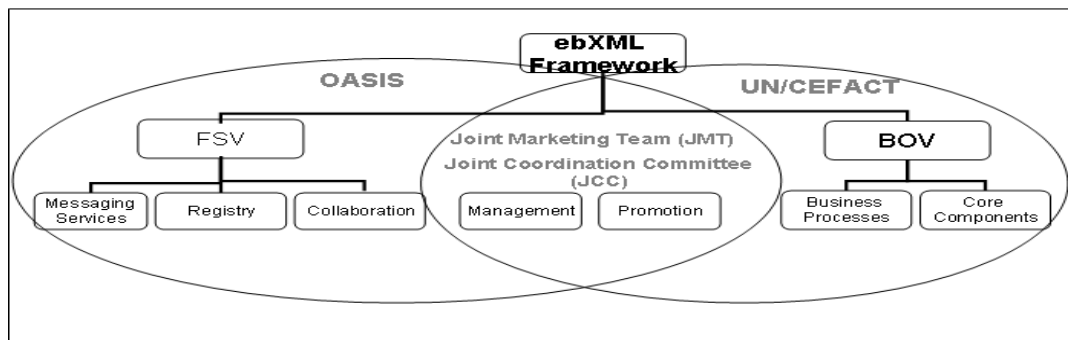 ebXML
Framework
OASIS
UN/CEFACT
FSV
Joint Marketing Team (JMT)
Joint Coordination Committee
(JCC)
BOV
Messaging
Services
Registry
Collaboration
Management
Promotion
Business
Processes
Core
Components